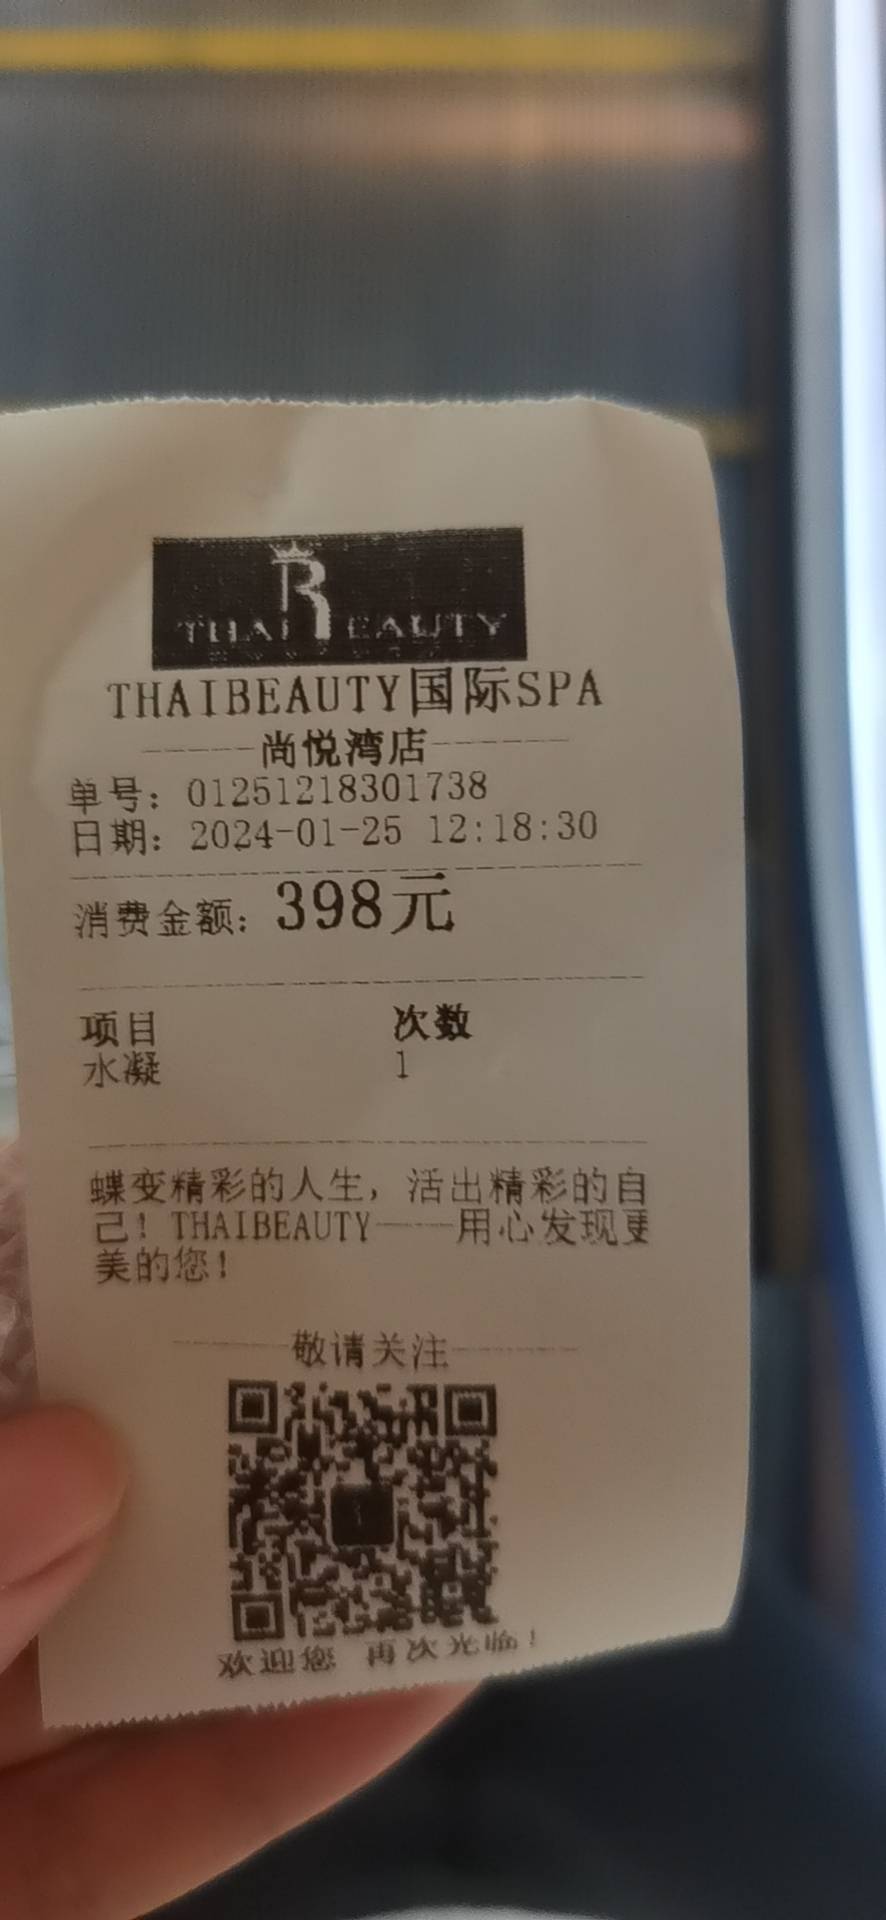 THAIBEAUTY
THAIBEAUTY国际SPA
尚悦湾店
单号：01251218301738
日期：2024-01-25 12:18:30
消费金额：398元
项目 次数
水凝 1
蝶变精彩的人生，活出精彩的自
己！THAIBEAUTY——用心发现更
美的您！
敬请关注
欢迎您 再次光临！